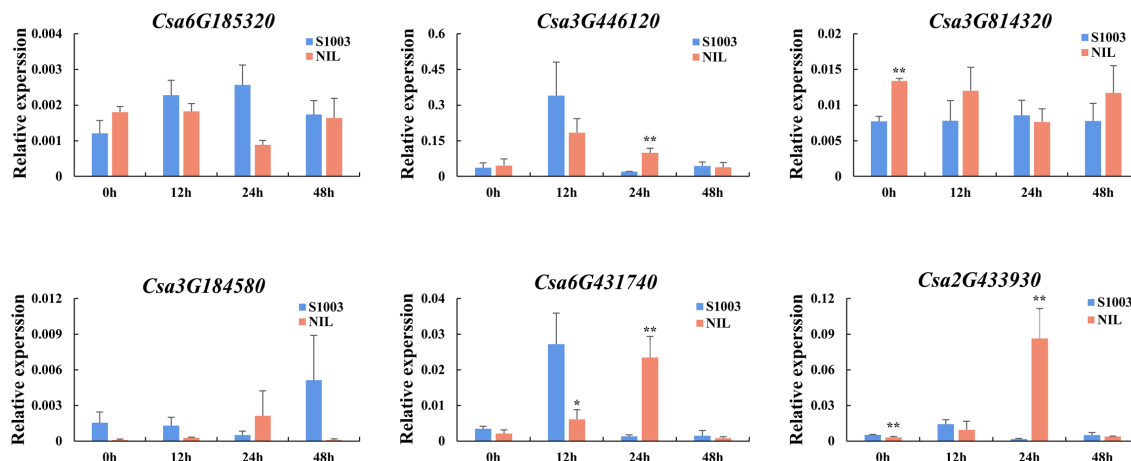 Csa6G185320
Relative experssion
0.004
0.003
0.002
0.001
0
S1003
NIL
0h
12h
24h
48h
Csa3G446120
Relative experssion
0.6
0.45
0.3
0.15
0
S1003
NIL
**
0h
12h
24h
48h
Csa3G814320
Relative experssion
0.02
0.015
0.01
0.005
0
S1003
NIL
**
0h
12h
24h
48h
Csa3G184580
Relative experssion
0.012
0.009
0.006
0.003
0
S1003
NIL
0h
12h
24h
48h
Csa6G431740
Relative experssion
0.04
0.03
0.02
0.01
0
S1003
NIL
*
**
0h
12h
24h
48h
Csa2G433930
Relative experssion
0.12
0.09
0.06
0.03
0
S1003
NIL
**
**
0h
12h
24h
48h